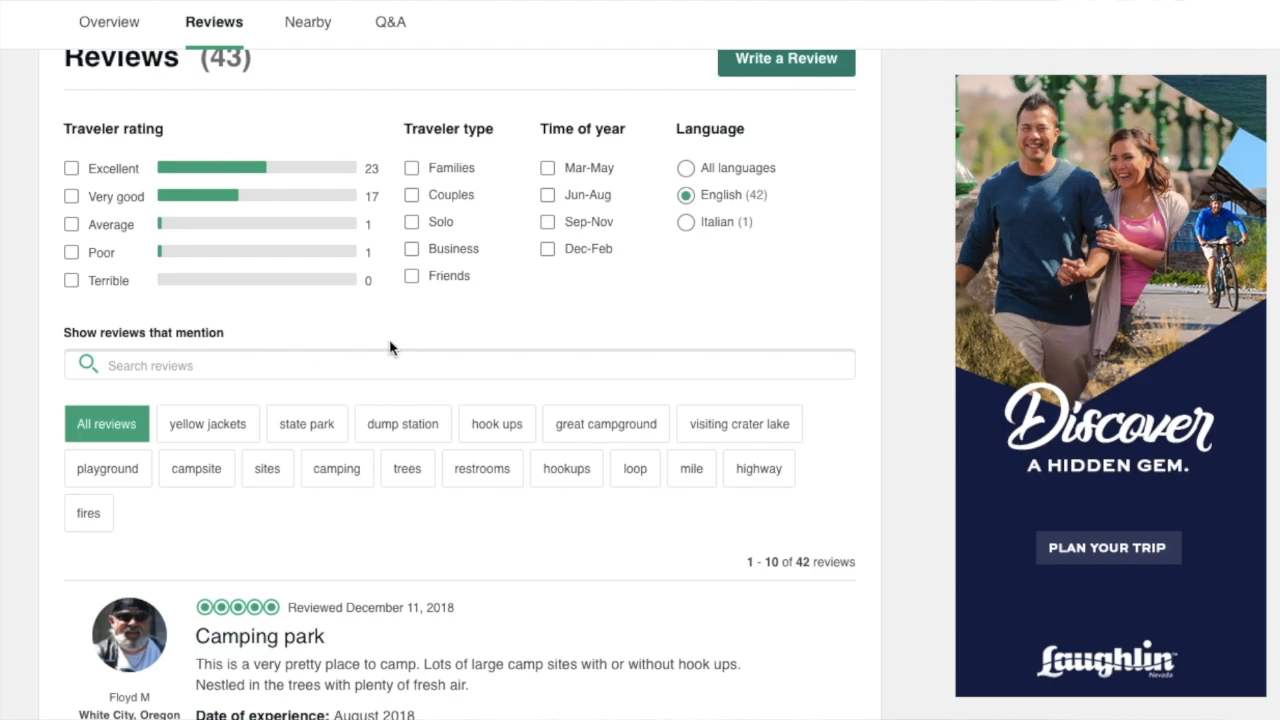 Overview Reviews Nearby Q&A
Reviews (43) Write a Review
Traveler rating Traveler type Time of year Language
Excellent 23 Families Mar-May All languages
Very good 17 Couples Jun-Aug English (42)
Average 1 Solo Sep-Nov Italian (1)
Poor 1 Business Dec-Feb
Terrible 0 Friends
Show reviews that mention
Search reviews
All reviews yellow jackets state park dump station hook ups great campground visiting crater lake
playground campsite sites camping trees restrooms hookups loop mile highway
fires
1 - 10 of 42 reviews
Reviewed December 11, 2018
Camping park
This is a very pretty place to camp. Lots of large camp sites with or without hook ups.
Nestled in the trees with plenty of fresh air.
Floyd M
White City, Oregon
Date of experience: August 2018
Discover
A HIDDEN GEM.
PLAN YOUR TRIP
Laughlin
Nevada